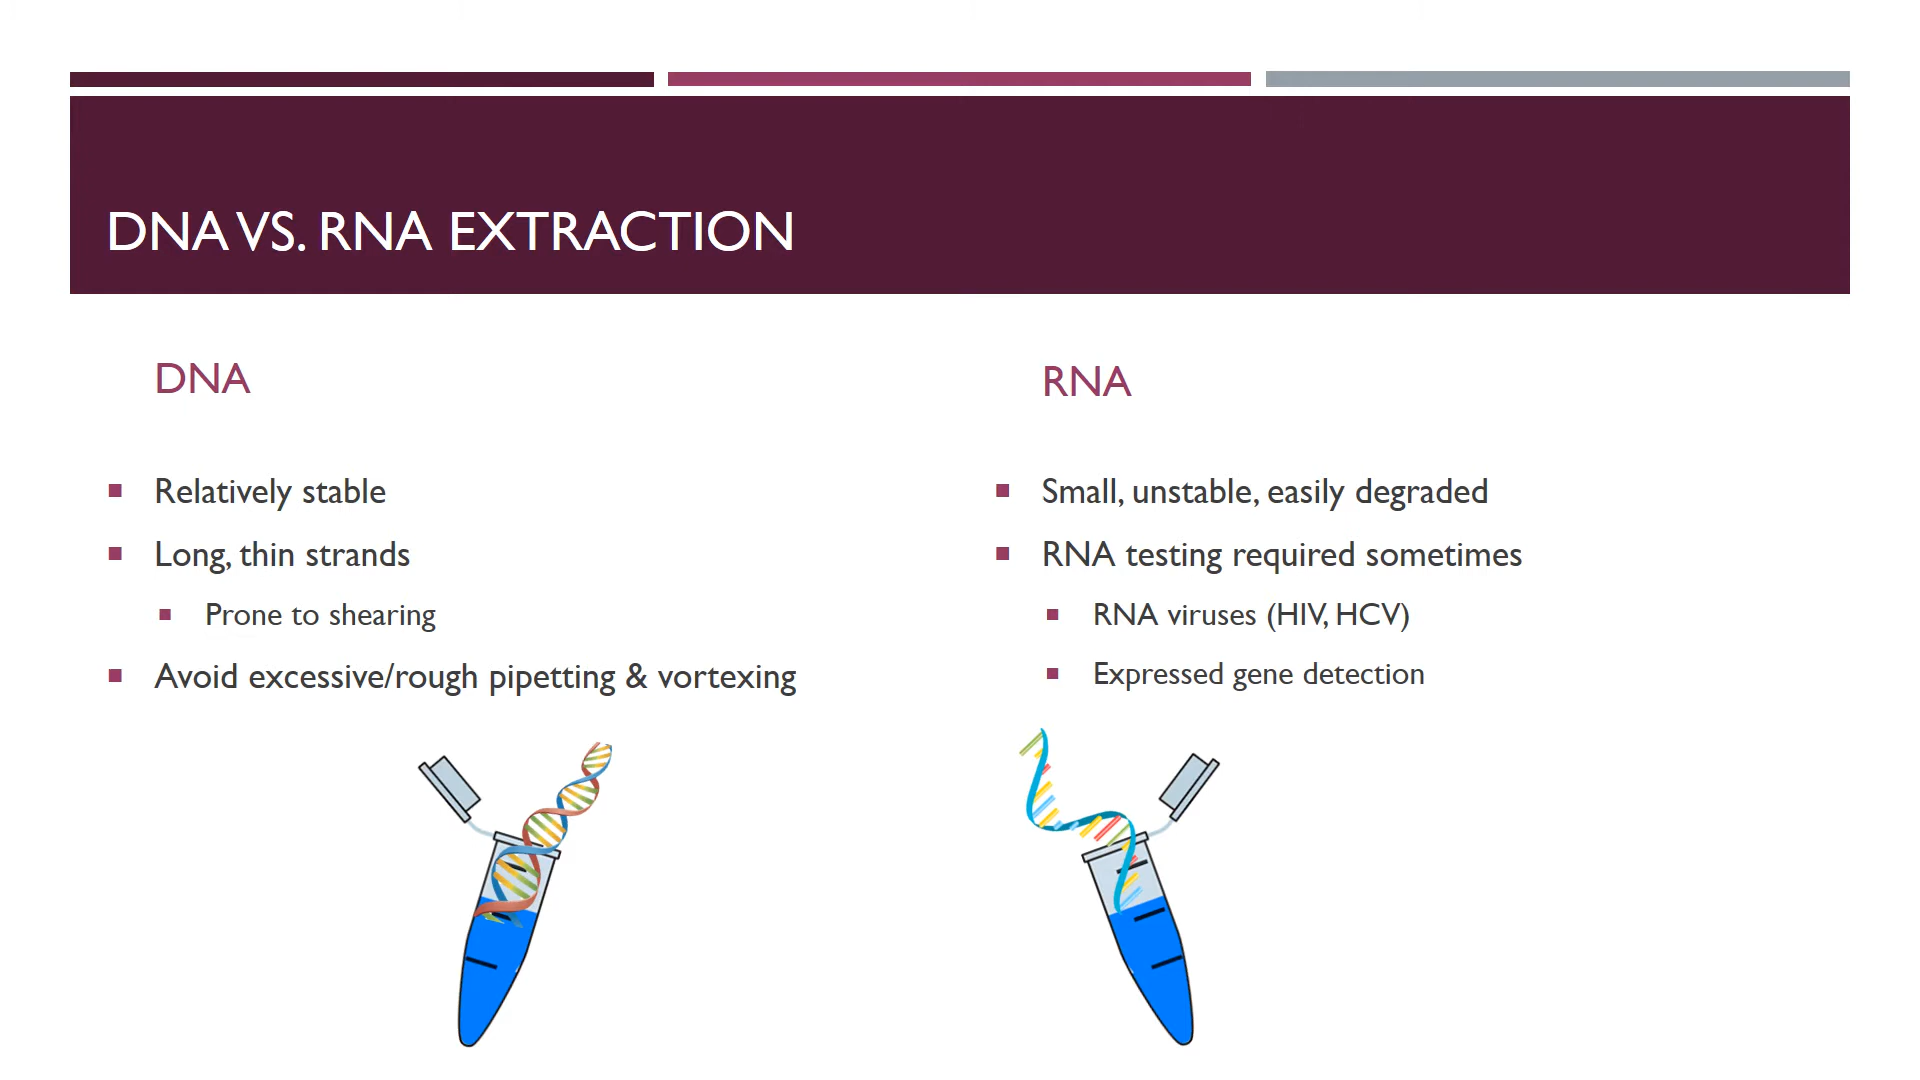 DNA VS. RNA EXTRACTION
DNA
Relatively stable
Long, thin strands
Prone to shearing
Avoid excessive/rough pipetting & vortexing
RNA
Small, unstable, easily degraded
RNA testing required sometimes
RNA viruses (HIV, HCV)
Expressed gene detection